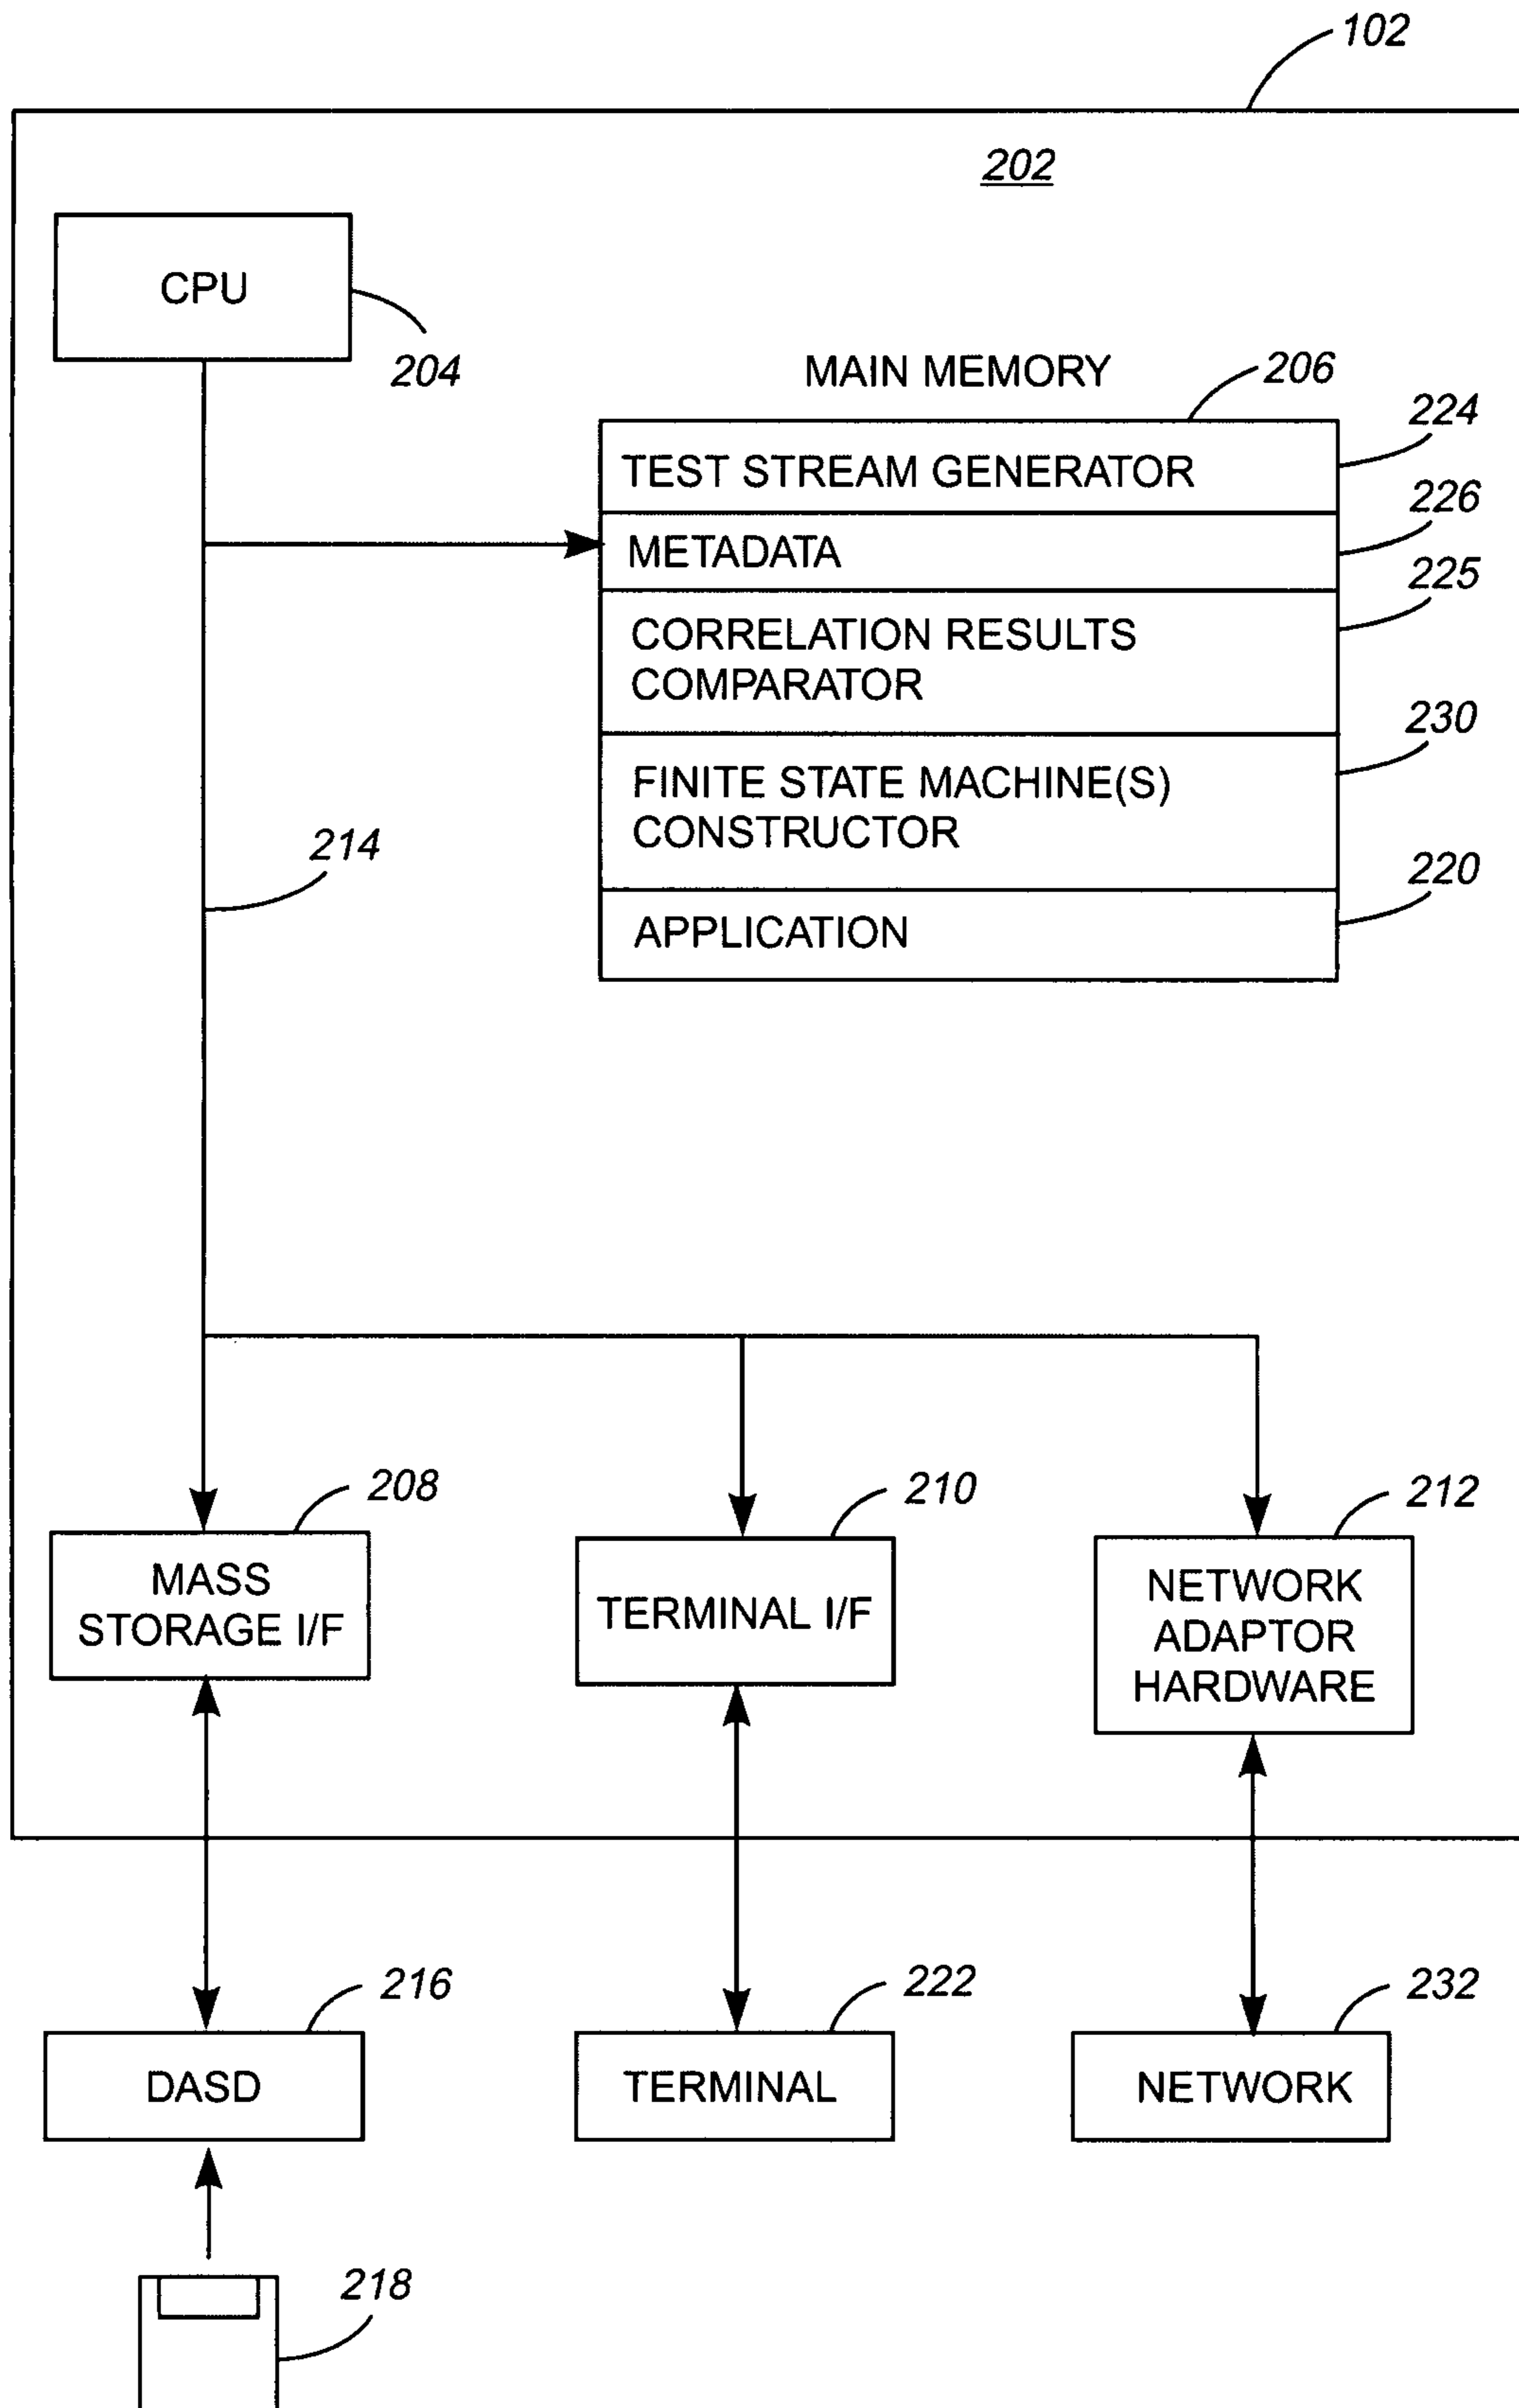 102
202
CPU
204
MAIN MEMORY
206
TEST STREAM GENERATOR
224
METADATA
226
CORRELATION RESULTS
COMPARATOR
225
FINITE STATE MACHINE(S)
CONSTRUCTOR
230
APPLICATION
220
214
208
MASS
STORAGE I/F
210
TERMINAL I/F
212
NETWORK
ADAPTOR
HARDWARE
216
DASD
222
TERMINAL
232
NETWORK
218